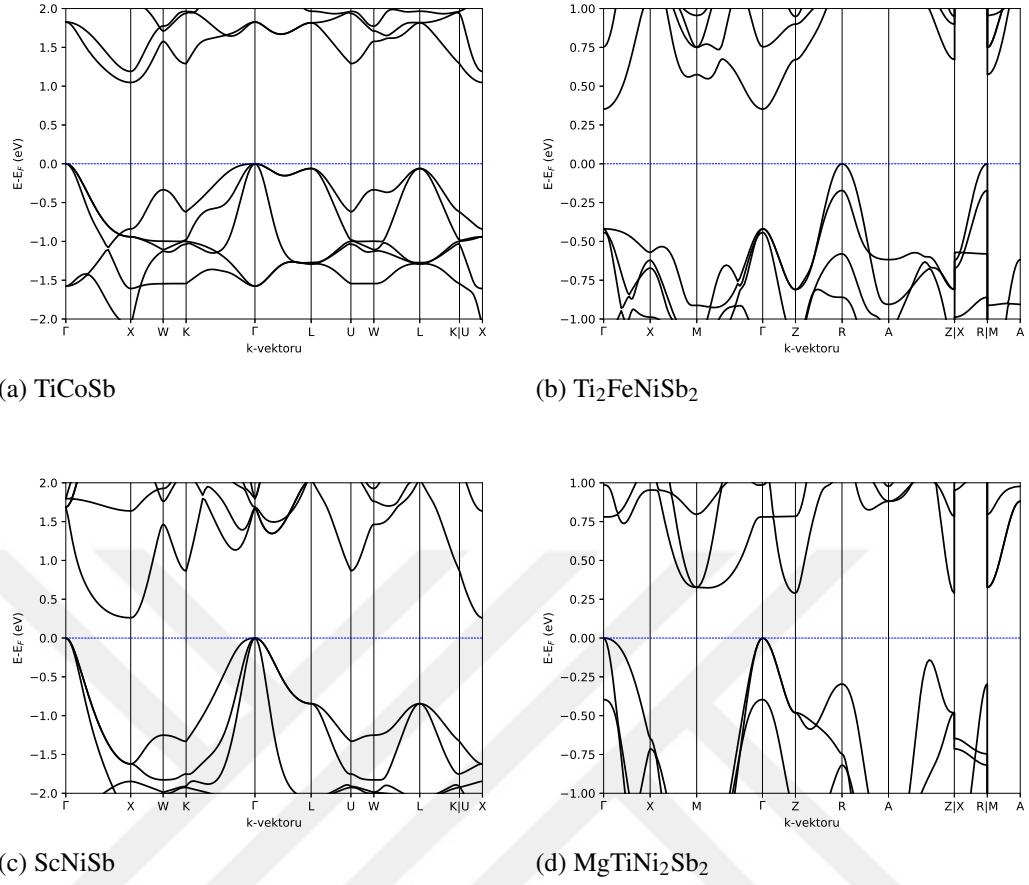 2.0
1.5
1.0
0.5
0.0
−0.5
−1.0
−1.5
−2.0
E-E_F (eV)
Γ X W K Γ L U W L K|U X
k-vektoru
(a) TiCoSb
1.00
0.75
0.50
0.25
0.00
−0.25
−0.50
−0.75
−1.00
E-E_F (eV)
Γ X M Γ Z R A Z|X R|M A
k-vektoru
(b) Ti₂FeNiSb₂
2.0
1.5
1.0
0.5
0.0
−0.5
−1.0
−1.5
−2.0
E-E_F (eV)
Γ X W K Γ L U W L K|U X
k-vektoru
(c) ScNiSb
1.00
0.75
0.50
0.25
0.00
−0.25
−0.50
−0.75
−1.00
E-E_F (eV)
Γ X M Γ Z R A Z|X R|M A
k-vektoru
(d) MgTiNi₂Sb₂